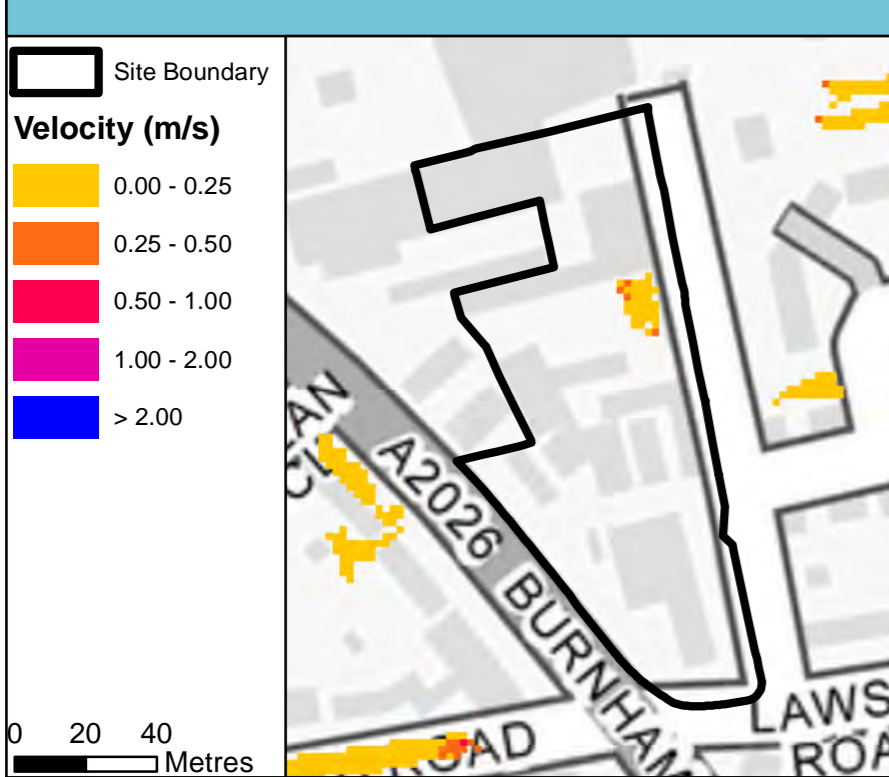 Site Boundary
Velocity (m/s)
0.00 - 0.25
0.25 - 0.50
0.50 - 1.00
1.00 - 2.00
> 2.00
0 20 40
Metres
A2026 BURNHAM
LAWS
ROA
ROAD
AN